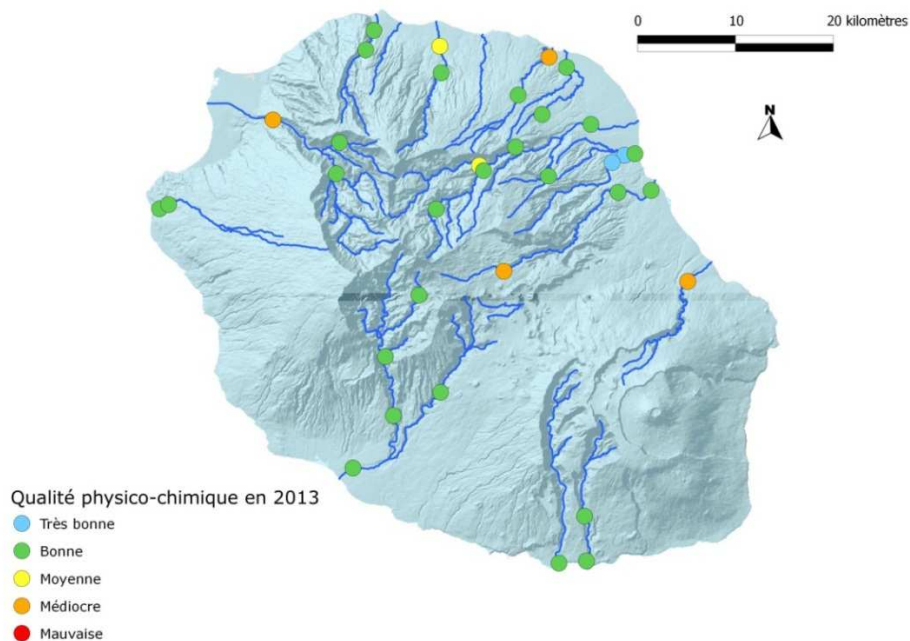 0 10 20 kilomètres
N
Qualité physico-chimique en 2013
Très bonne
Bonne
Moyenne
Médiocre
Mauvaise